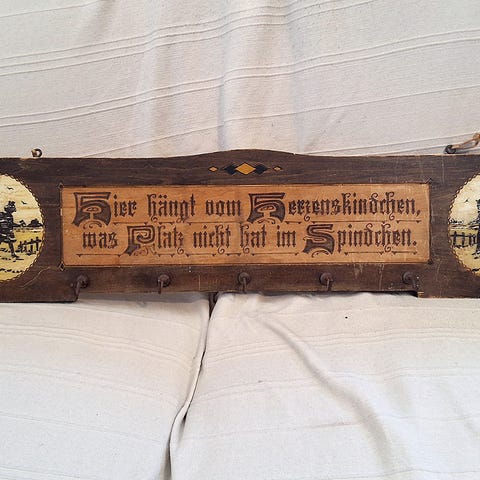 Hier hängt vom Herzenskindchen,
was Platz nicht hat im Spindchen.